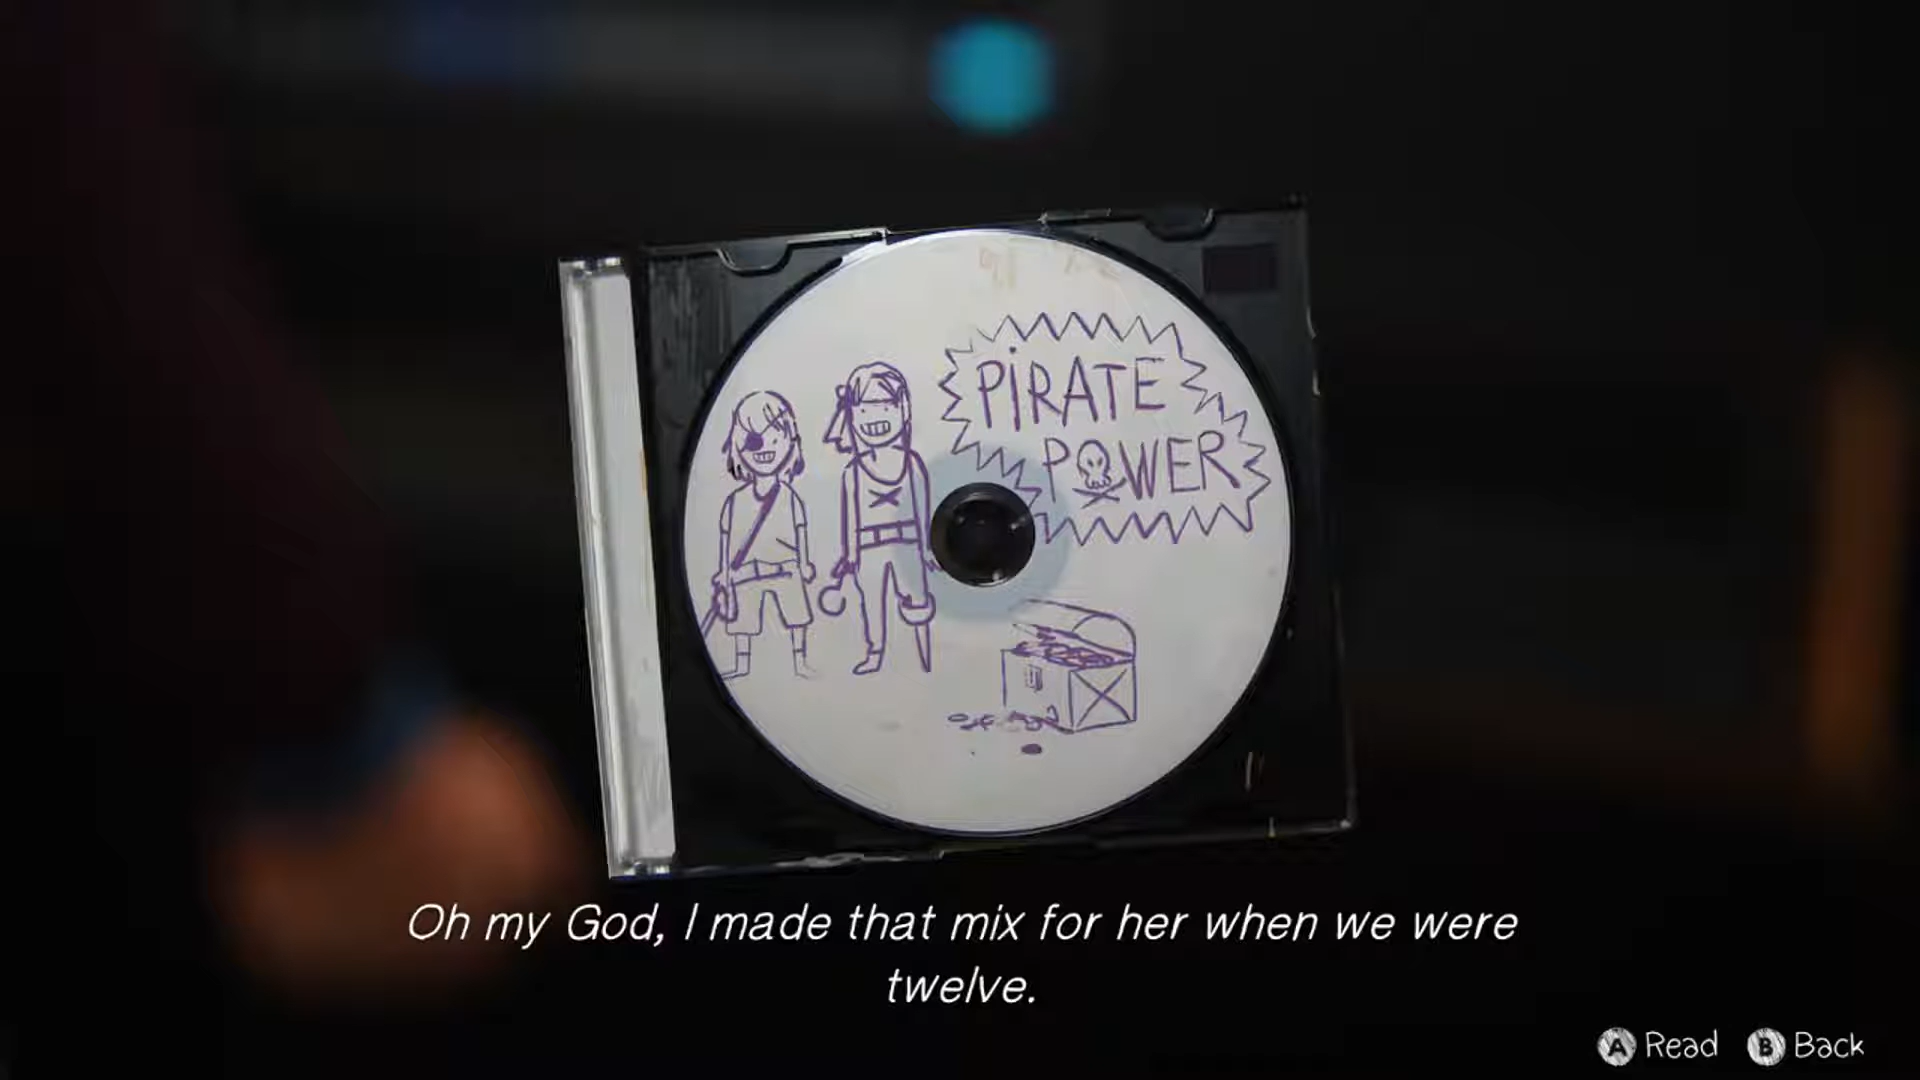 PiRATE
POWER
Oh my God, I made that mix for her when we were
twelve.
A Read B Back